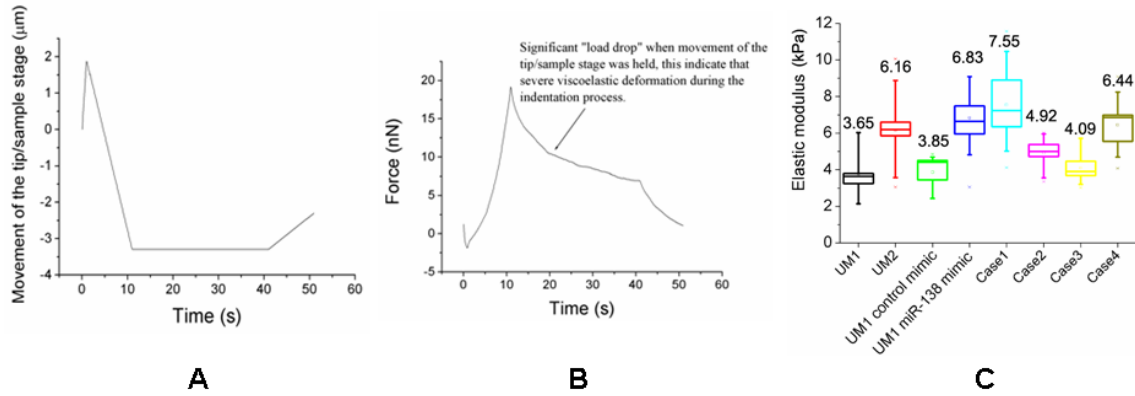 Movement of the tip/sample stage (μm)
2
1
0
-1
-2
-3
-4
0 10 20 30 40 50 60
Time (s)
A
Significant "load drop" when movement of the
tip/sample stage was held, this indicate that
severe viscoelastic deformation during the
indentation process.
Force (nN)
20
15
10
5
0
-5
0 10 20 30 40 50 60
Time (s)
B
Elastic modulus (kPa)
12
10
8
6
4
2
0
3.65
6.16
3.85
6.83
7.55
4.92
4.09
6.44
UM1
UM2
UM1 control mimic
UM1 miR-138 mimic
Case1
Case2
Case3
Case4
C